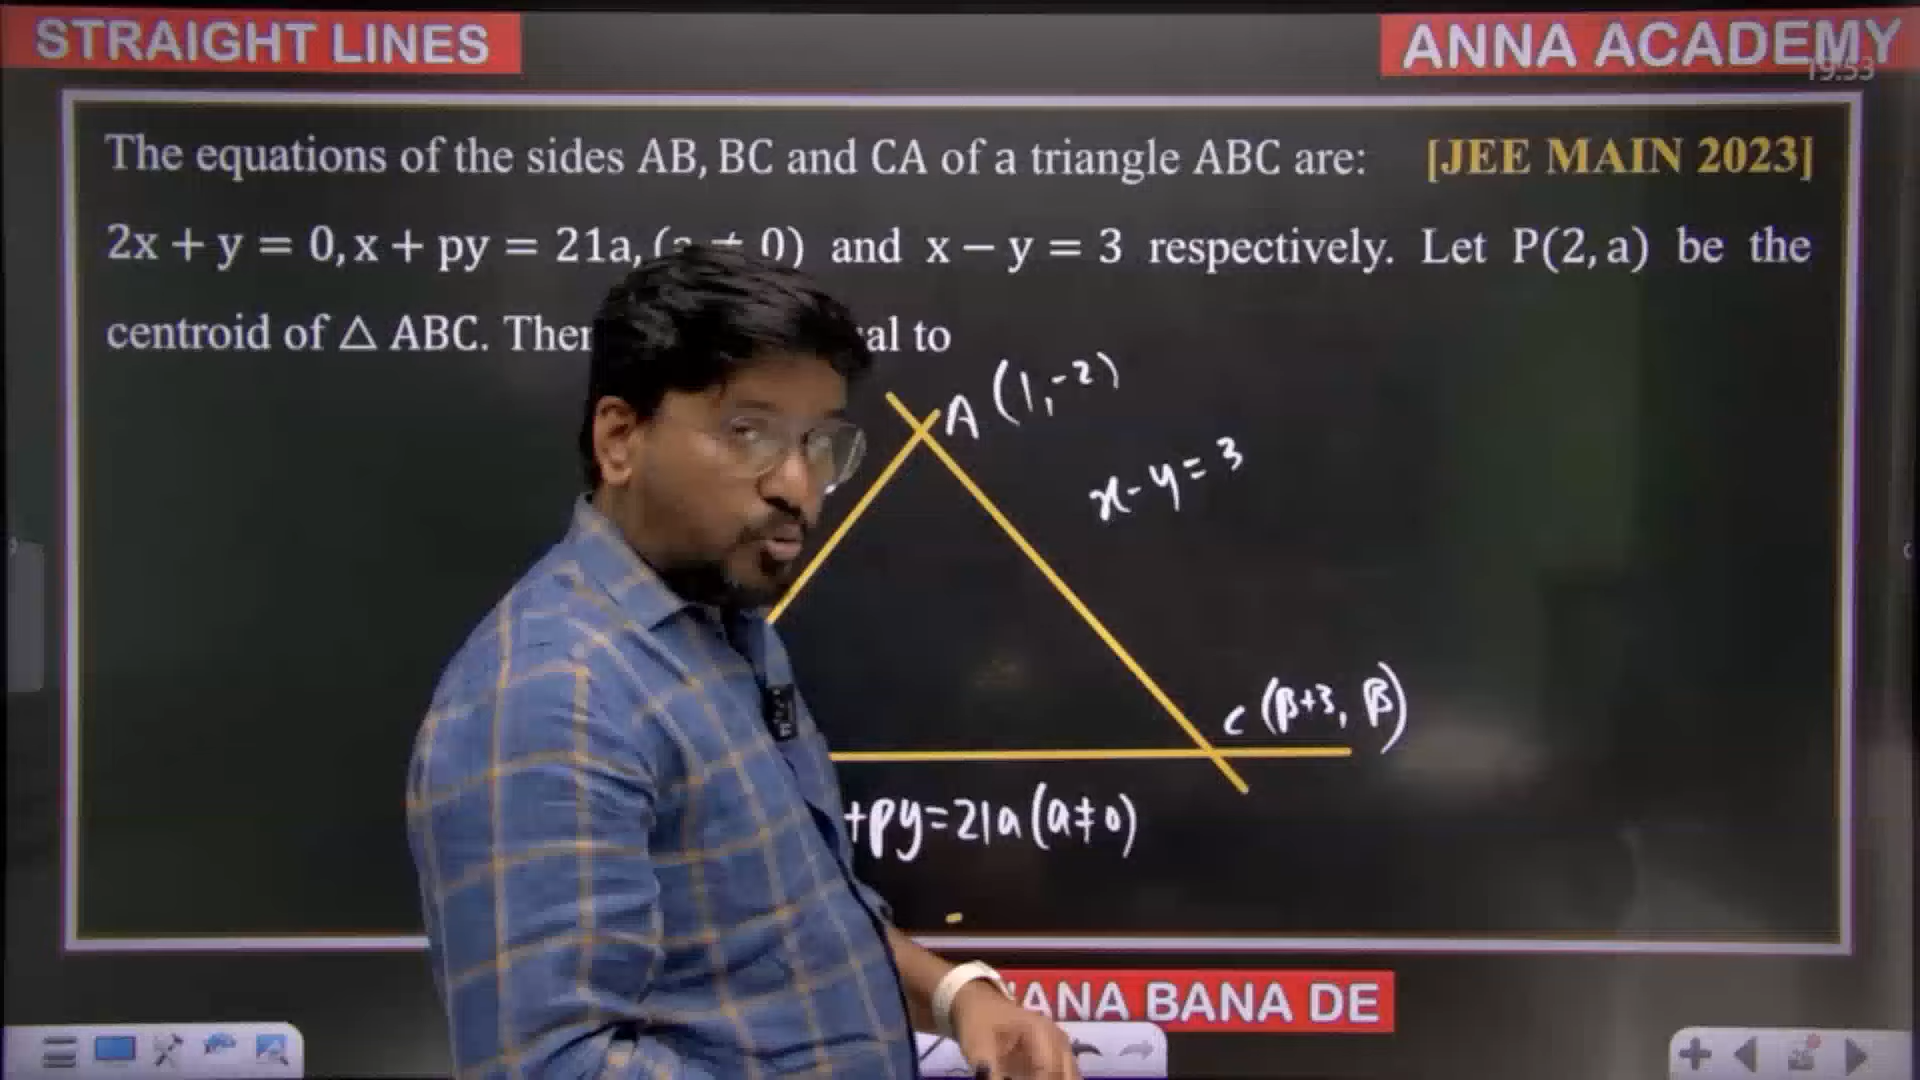 STRAIGHT LINES
ANNA ACADEMY
19:53
The equations of the sides AB, BC and CA of a triangle ABC are: [JEE MAIN 2023]
2x + y = 0, x + py = 21a, (a ≠ 0) and x − y = 3 respectively. Let P(2, a) be the
centroid of △ ABC. Then al to
A (1, -2)
x - y = 3
C (β+3, β)
+py=21a (a≠0)
ANA BANA DE